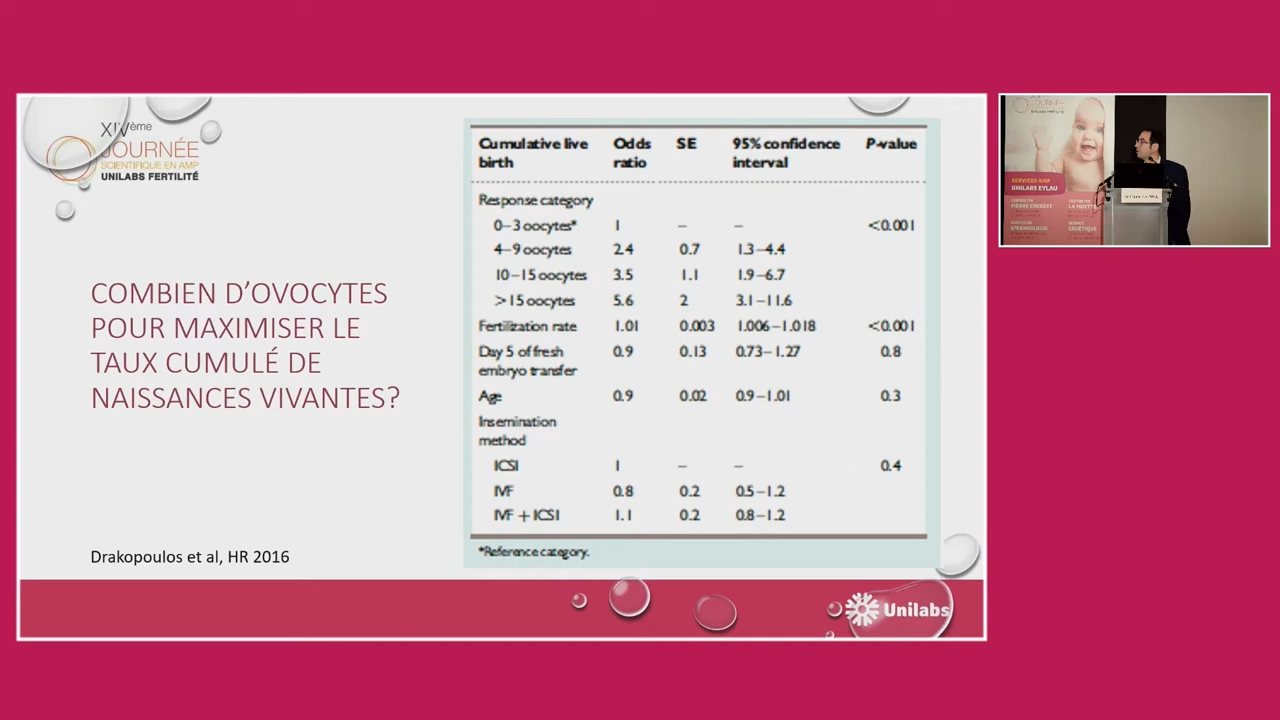 XIVème
JOURNÉE
SCIENTIFIQUE EN AMP
UNILABS FERTILITÉ
COMBIEN D'OVOCYTES
POUR MAXIMISER LE
TAUX CUMULÉ DE
NAISSANCES VIVANTES?
Drakopoulos et al, HR 2016
Cumulative live birth Odds ratio SE 95% confidence interval P-value
Response category
0–3 oocytes* 1 – – <0.001
4–9 oocytes 2.4 0.7 1.3–4.4
10–15 oocytes 3.5 1.1 1.9–6.7
>15 oocytes 5.6 2 3.1–11.6
Fertilization rate 1.01 0.003 1.006–1.018 <0.001
Day 5 of fresh embryo transfer 0.9 0.13 0.73–1.27 0.8
Age 0.9 0.02 0.9–1.01 0.3
Insemination method
ICSI 1 – – 0.4
IVF 0.8 0.2 0.5–1.2
IVF + ICSI 1.1 0.2 0.8–1.2
*Reference category.
Unilabs
JOURNÉE
UNILABS FERTILITÉ
SERVICES AMP
UNILABS EYLAU